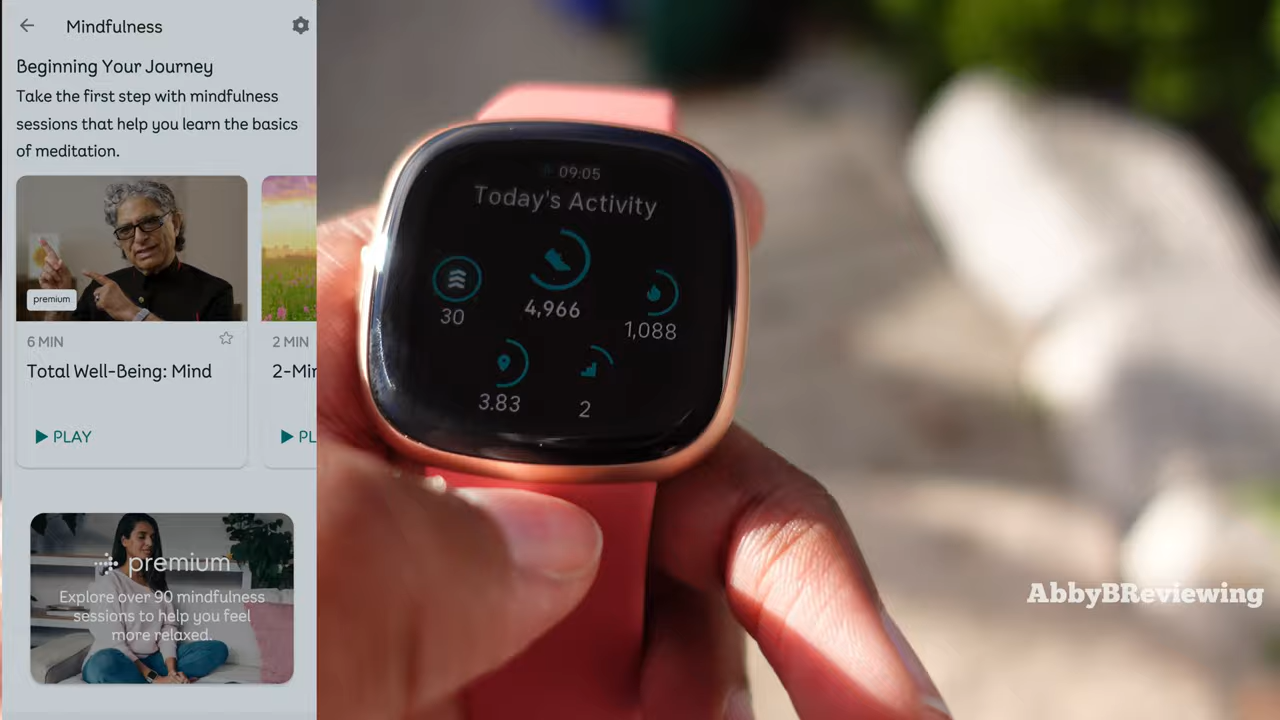 Mindfulness
Beginning Your Journey
Take the first step with mindfulness
sessions that help you learn the basics
of meditation.
premium
6 MIN
Total Well-Being: Mind
PLAY
2 MIN
2-Min
PL
premium
Explore over 90 mindfulness
sessions to help you feel
more relaxed.
09:05
Today's Activity
30
4,966
1,088
3.83
2
AbbyBReviewing